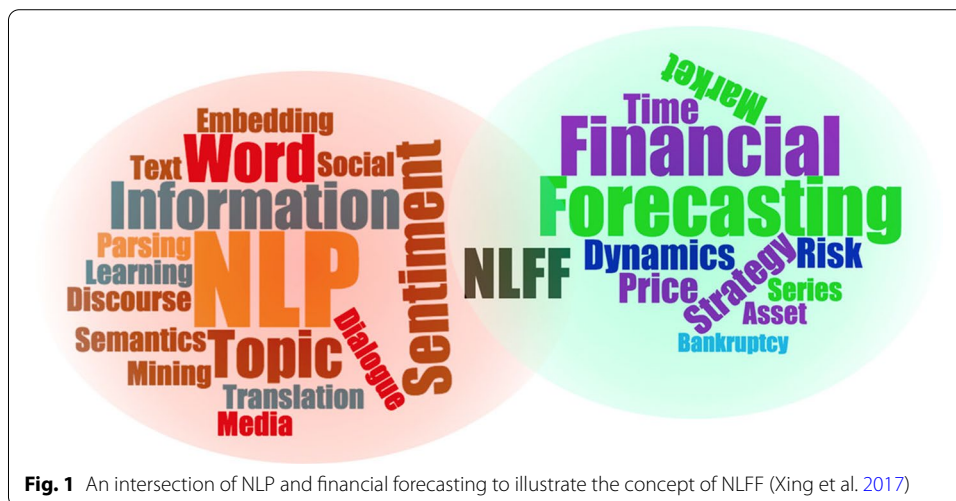 Embedding
Text Word Social
Information
Parsing
Learning
Discourse
NLP
Sentiment
Semantics
Topic
Dialogue
Mining
Translation
Media
NLFF
Market
Time
Financial
Forecasting
Dynamics
Risk
Price
Strategy
Series
Asset
Bankruptcy
Fig. 1 An intersection of NLP and financial forecasting to illustrate the concept of NLFF (Xing et al. 2017)